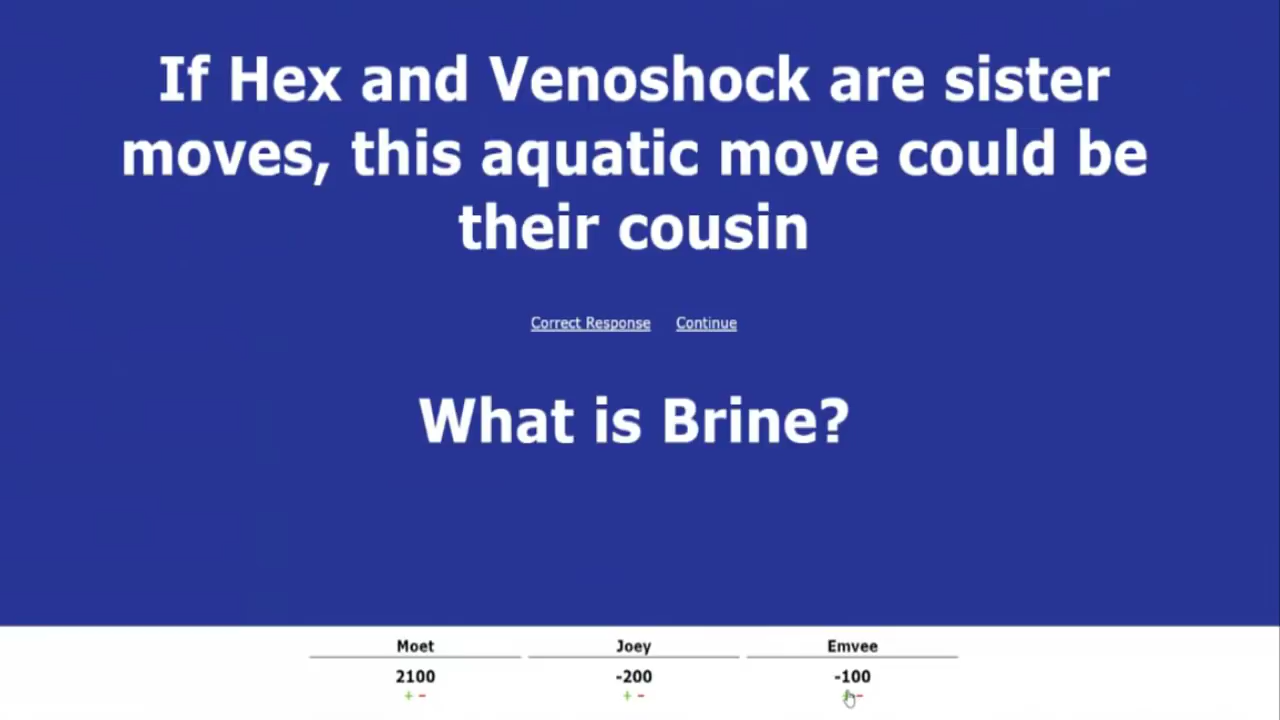 If Hex and Venoshock are sister
moves, this aquatic move could be
their cousin
Correct Response Continue
What is Brine?
Moet Joey Emvee
2100 -200 -100
+ - + - + -